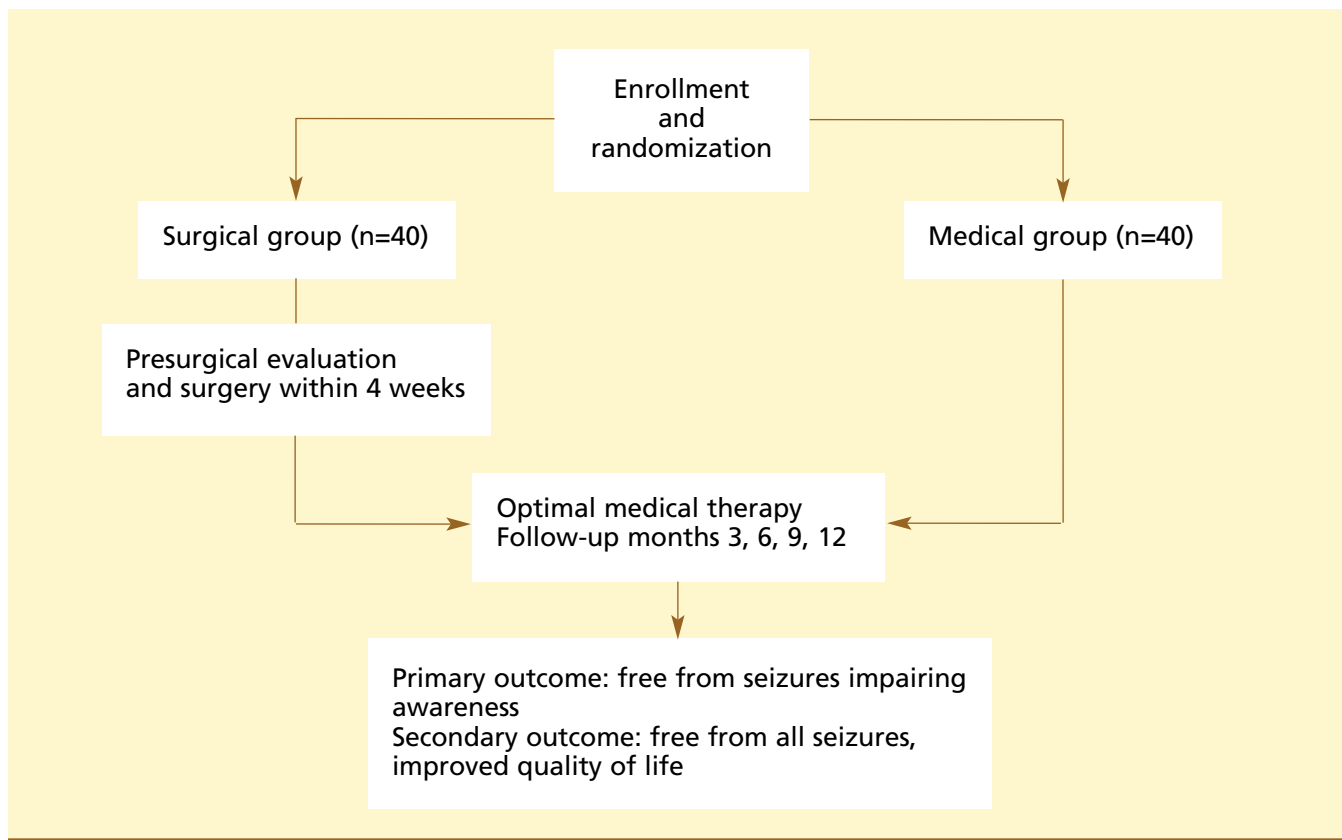 Enrollment
and
randomization
Surgical group (n=40)
Medical group (n=40)
Presurgical evaluation
and surgery within 4 weeks
Optimal medical therapy
Follow-up months 3, 6, 9, 12
Primary outcome: free from seizures impairing
awareness
Secondary outcome: free from all seizures,
improved quality of life